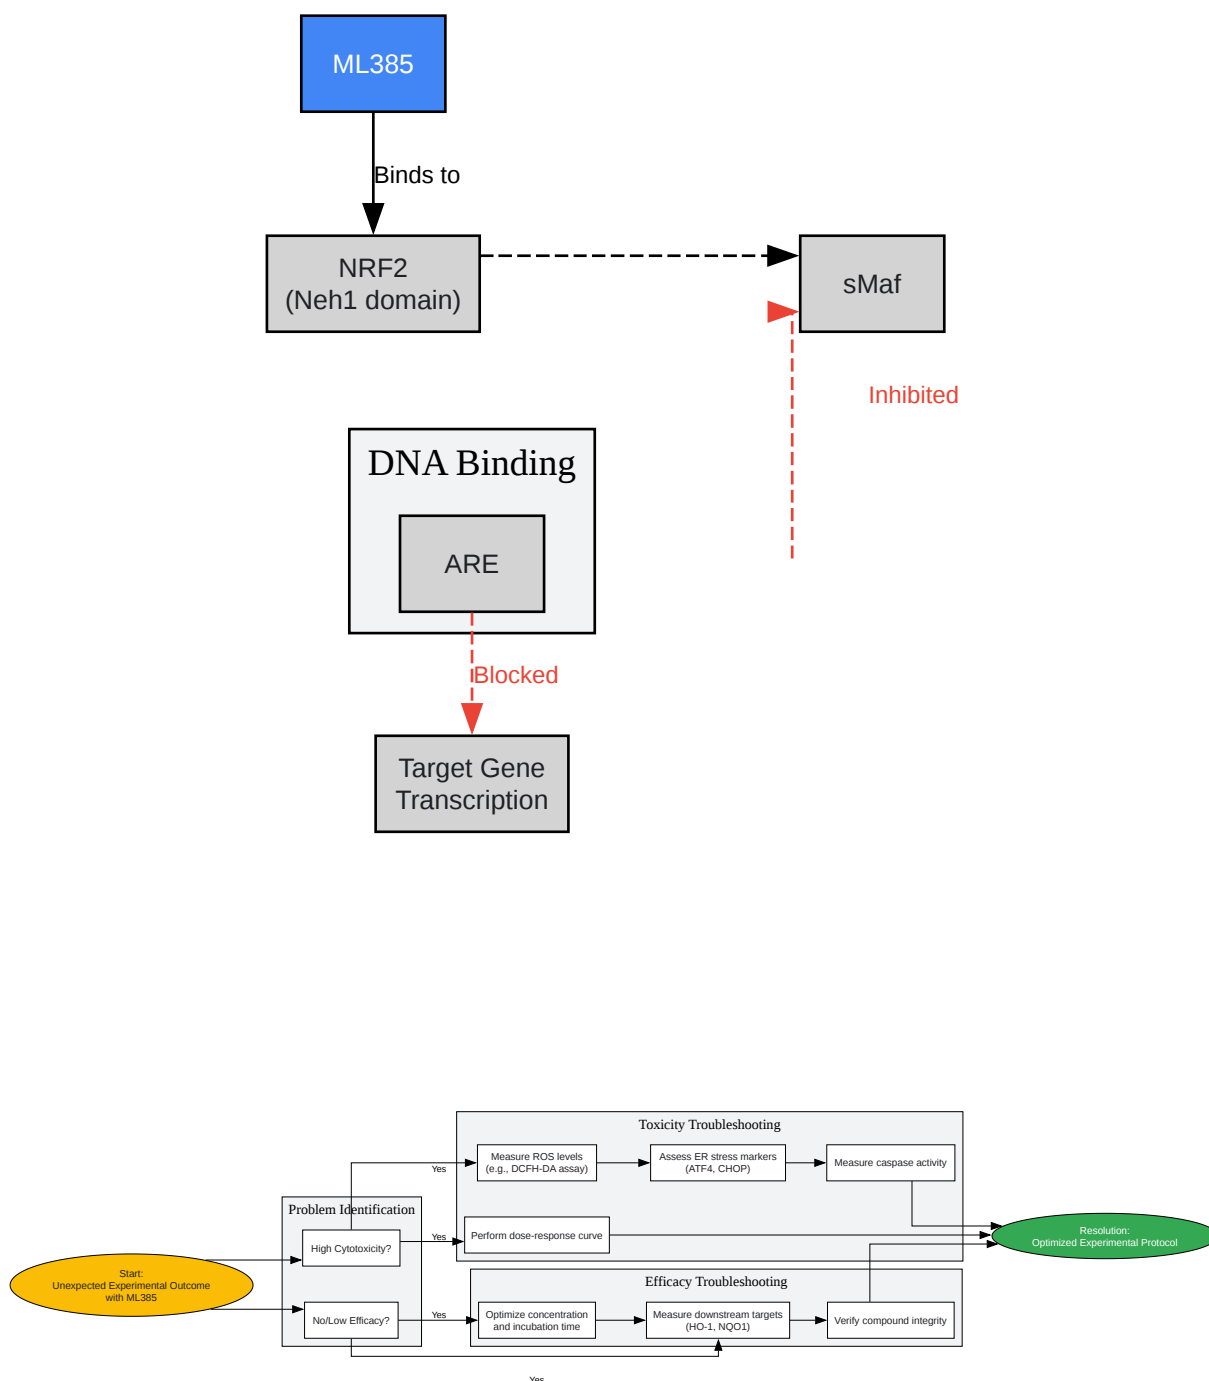 ML385
Binds to
NRF2
(Neh1 domain)
sMaf
Inhibited
DNA Binding
ARE
Blocked
Target Gene
Transcription
Toxicity Troubleshooting
Measure ROS levels
(e.g., DCFH-DA assay)
Assess ER stress markers
(ATF4, CHOP)
Measure caspase activity
Yes
Problem Identification
High Cytotoxicity?
Yes
Perform dose-response curve
Resolution:
Optimized Experimental Protocol
Start:
Unexpected Experimental Outcome
with ML385
Efficacy Troubleshooting
No/Low Efficacy?
Yes
Optimize concentration
and incubation time
Measure downstream targets
(HO-1, NQO1)
Verify compound integrity
Yes